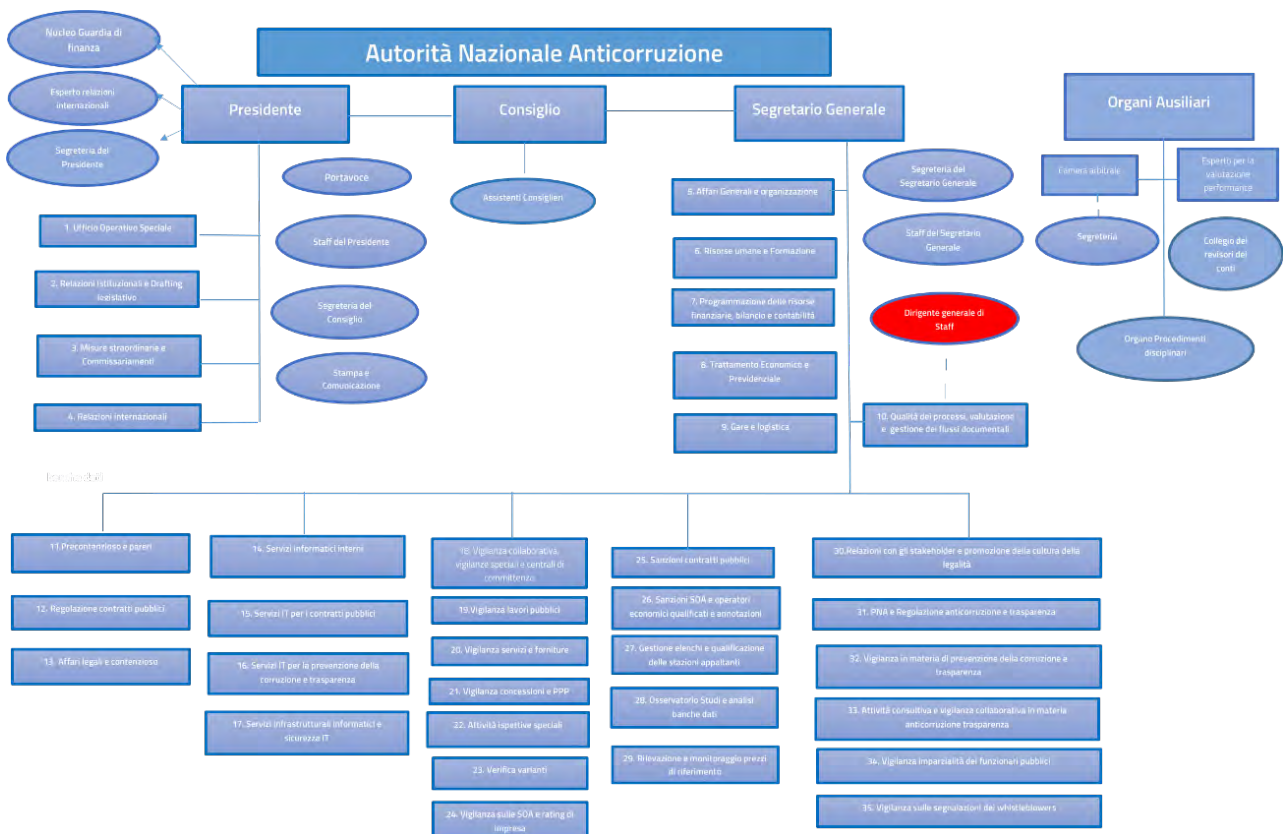 Autorità Nazionale Anticorruzione
Nucleo Guardia di
finanza
Esperto relazioni
internazionali
Segreteria del
Presidente
Presidente
Consiglio
Segretario Generale
Organi Ausiliari
Portavoce
Staff del Presidente
Segreteria del
Consiglio
Stampa e
Comunicazione
1. Ufficio Operativo Speciale
2. Relazioni istituzionali e Drafting
legislativo
3. Misure straordinarie e
Commissariamenti
4. Relazioni internazionali
Assistenti Consiglieri
5. Affari Generali e organizzazione
6. Risorse umane e Formazione
7. Programmazione delle risorse
finanziarie, bilancio e contabilità
8. Trattamento Economico e
Previdenziale
9. Gare e logistica
Segreteria del
Segretario Generale
Staff del Segretario
Generale
Dirigente generale di
Staff
10. Qualità dei processi, valutazione
e gestione dei flussi documentali
Camera arbitrale
Esperto per la
valutazione
performance
Segreteria
Collegio dei
revisori dei
conti
Organo Procedimenti
disciplinari
11.Precontenzioso e pareri
12. Regolazione contratti pubblici
13. Affari legali e contenzioso
14. Servizi informatici interni
15. Servizi IT per i contratti pubblici
16. Servizi IT per la prevenzione della
corruzione e trasparenza
17. Servizi infrastrutturali informatici e
sicurezza IT
18. Vigilanza collaborativa,
vigilanze speciali e centrali di
committenza
19.Vigilanza lavori pubblici
20. Vigilanza servizi e forniture
21. Vigilanza concessioni e PPP
22. Attività ispettive speciali
23. Verifica varianti
24. Vigilanza sulle SOA e rating di
impresa
25. Sanzioni contratti pubblici
26. Sanzioni SOA e operatori
economici qualificati e annotazioni
27. Gestione elenchi e qualificazione
delle stazioni appaltanti
28. Osservatorio Studi e analisi
banche dati
29. Rilevazione e monitoraggio prezzi
di riferimento
30.Relazioni con gli stakeholder e promozione della cultura della
legalità
31. PNA e Regolazione anticorruzione e trasparenza
32. Vigilanza in materia di prevenzione della corruzione e
trasparenza
33. Attività consultiva e vigilanza collaborativa in materia
anticorruzione trasparenza
34. Vigilanza imparzialità dei funzionari pubblici
35. Vigilanza sulle segnalazioni dei whistleblowers